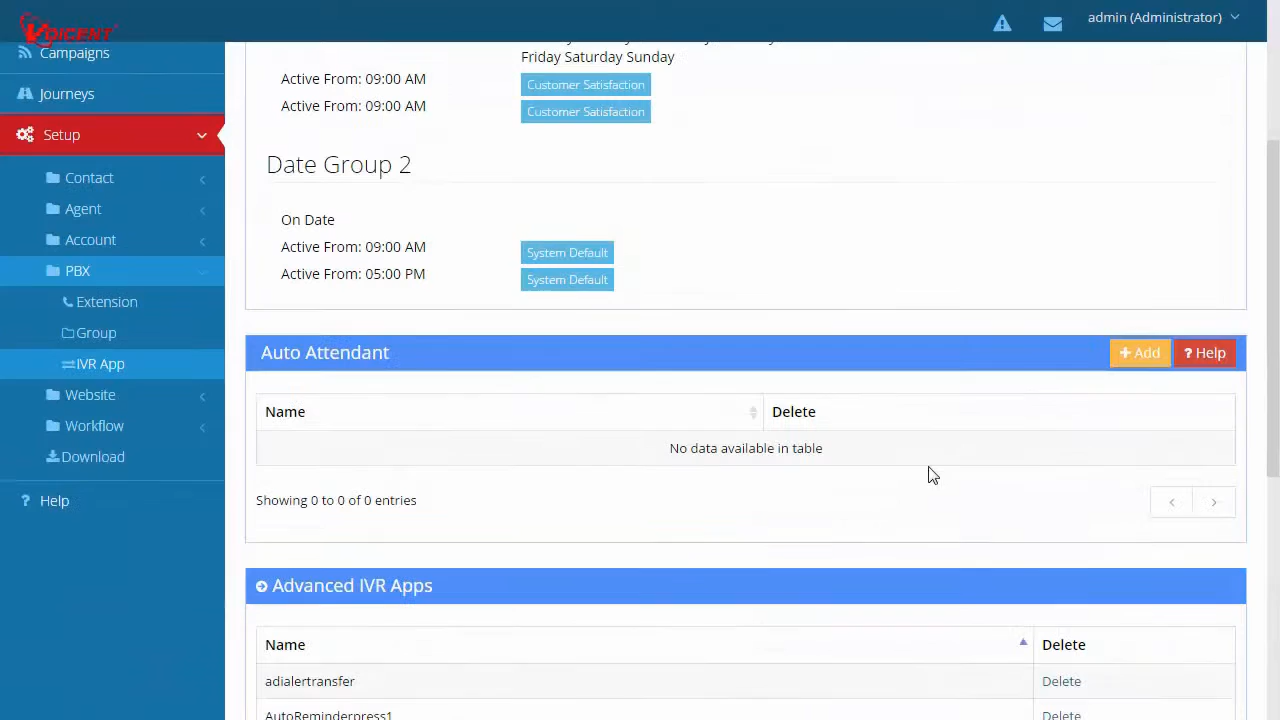 VOICENT
admin (Administrator)
Campaigns
Journeys
Setup
Contact
Agent
Account
PBX
Extension
Group
IVR App
Website
Workflow
Download
? Help
Friday Saturday Sunday
Active From: 09:00 AM Customer Satisfaction
Active From: 09:00 AM Customer Satisfaction
Date Group 2
On Date
Active From: 09:00 AM System Default
Active From: 05:00 PM System Default
Auto Attendant + Add ? Help
Name Delete
No data available in table
Showing 0 to 0 of 0 entries
Advanced IVR Apps
Name Delete
adialertransfer Delete
AutoReminderpress1 Delete